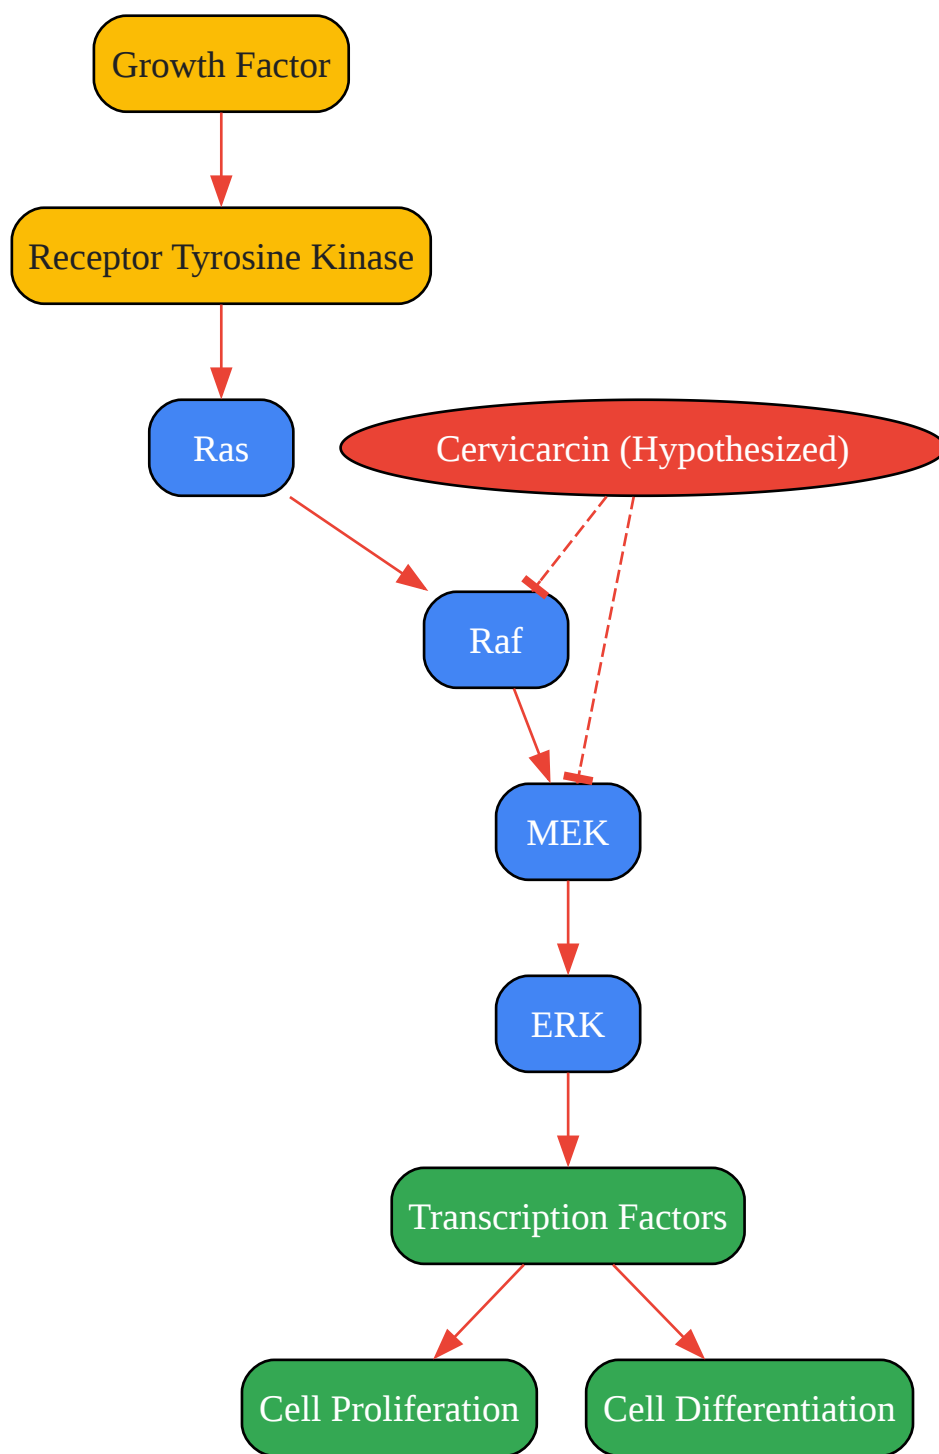 Growth Factor
Receptor Tyrosine Kinase
Ras
Cervicarcin (Hypothesized)
Raf
MEK
ERK
Transcription Factors
Cell Proliferation
Cell Differentiation